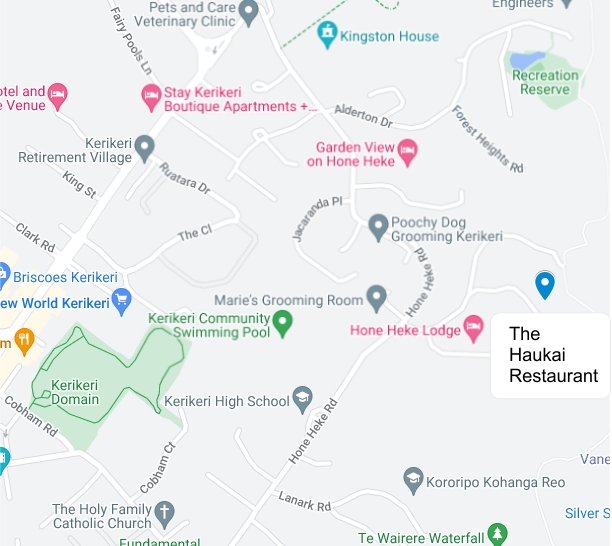 Engineers
Pets and Care
Veterinary Clinic
Fairy Pools Ln
Kingston House
Recreation
Reserve
otel and
e Venue
Stay Kerikeri
Boutique Apartments +...
Alderton Dr
Forest Heights Rd
Kerikeri
Retirement Village
Garden View
on Hone Heke
King St
Ruatara Dr
Jacaranda Pl
Clark Rd
The Cl
Poochy Dog
Grooming Kerikeri
Briscoes Kerikeri
Hone Heke Rd
ew World Kerikeri
Marie's Grooming Room
Kerikeri Community
Swimming Pool
Hone Heke Lodge
The
Haukai
Restaurant
m
Kerikeri
Domain
Kerikeri High School
Cobham Rd
Hone Heke Rd
Cobham Ct
Vane
Kororipo Kohanga Reo
Lanark Rd
The Holy Family
Catholic Church
Silver S
Te Wairere Waterfall
Fundamental